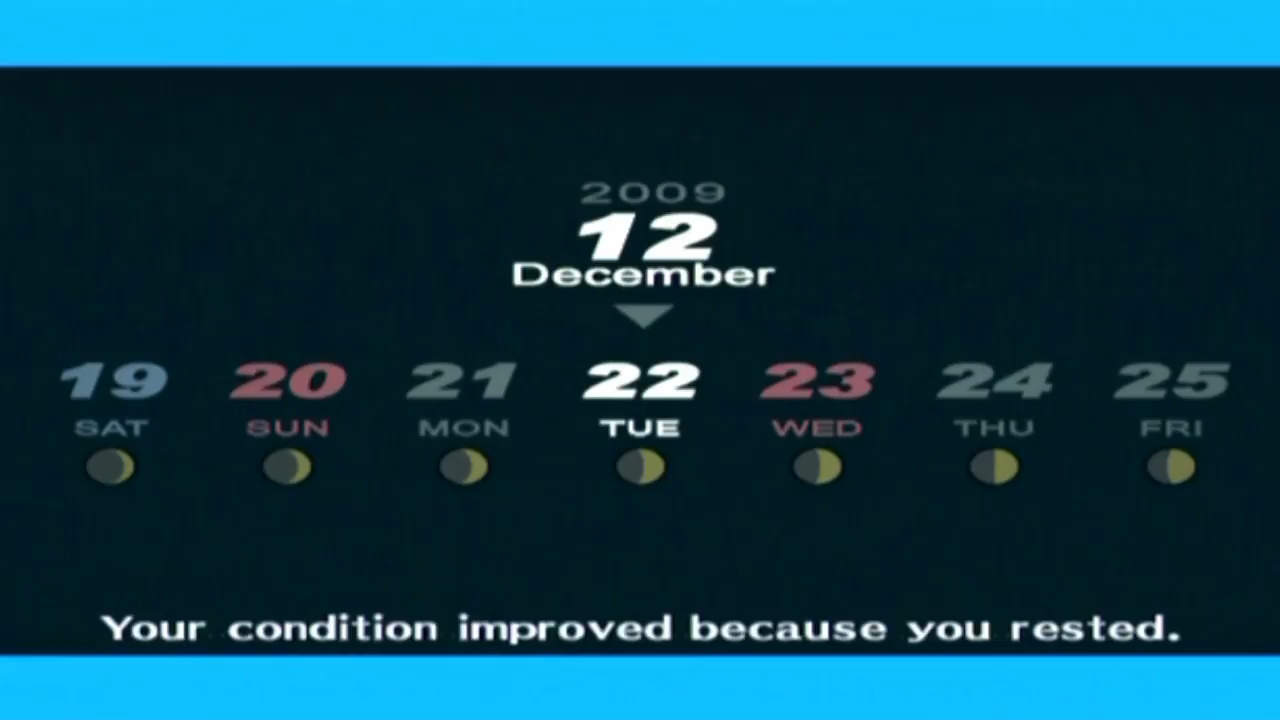 2009
12
December
19 20 21 22 23 24 25
SAT SUN MON TUE WED THU FRI
Your condition improved because you rested.